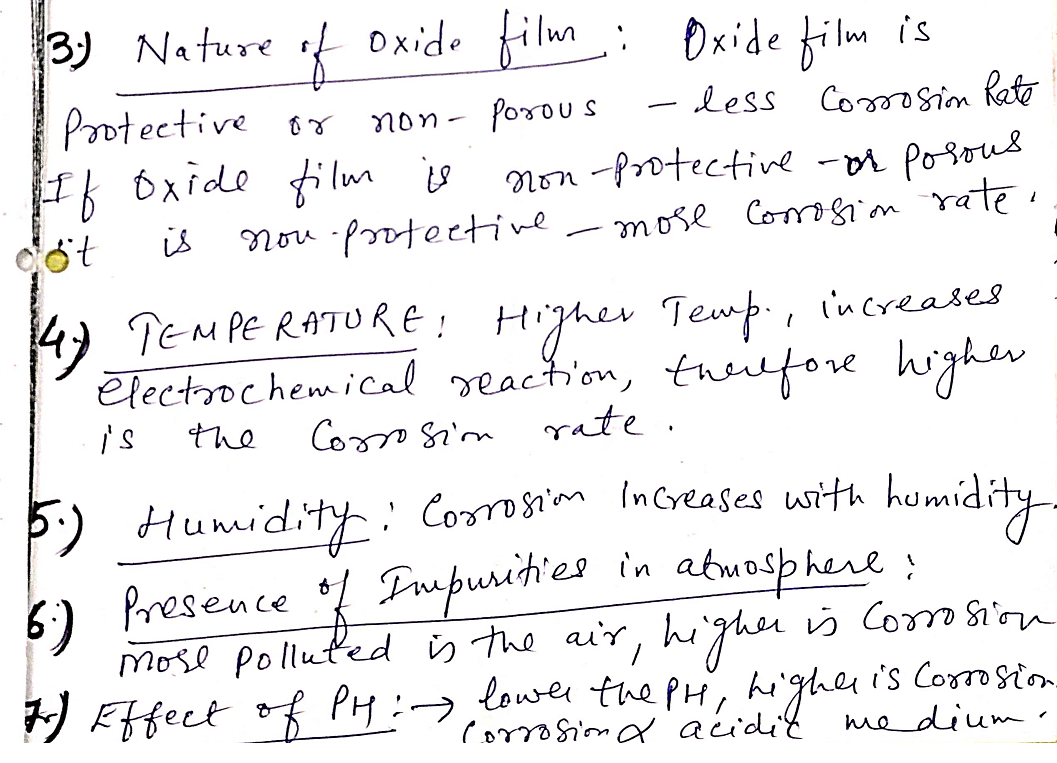 3.) Nature of Oxide film : Oxide film is
Protective or non- Porous - less Corrosion Rate
If Oxide film is non-Protective - or Porous
it is non-protective - more Corrosion rate.
4.) TEMPERATURE: Higher Temp., increases
electrochemical reaction, therefore higher
is the Corrosion rate.
5.) Humidity: Corrosion Increases with humidity.
6.) Presence of Impurities in atmosphere:
more polluted is the air, higher is Corrosion
7.) Effect of PH :→ lower the PH, higher is Corrosion.
Corrosion α acidic medium.